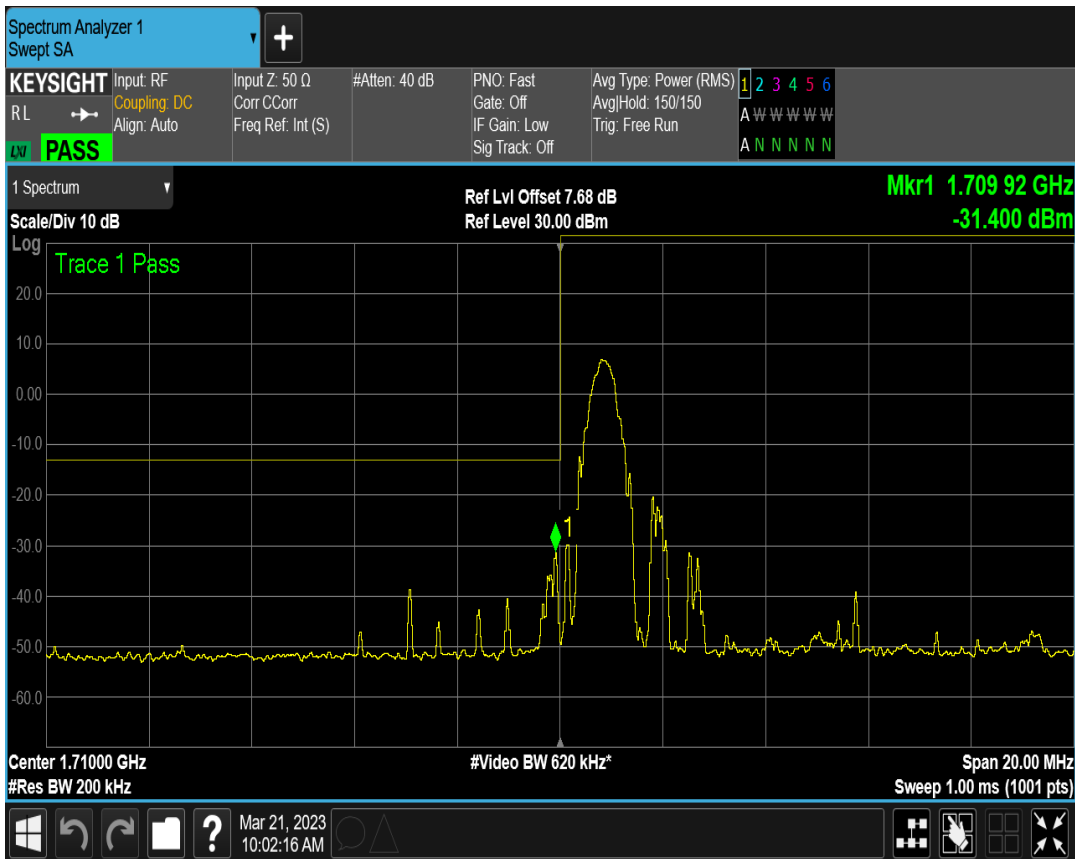 Spectrum Analyzer 1
Swept SA
+
KEYSIGHT
RL
LXI PASS
Input: RF
Coupling: DC
Align: Auto
Input Z: 50 Ω
Corr CCorr
Freq Ref: Int (S)
#Atten: 40 dB
PNO: Fast
Gate: Off
IF Gain: Low
Sig Track: Off
Avg Type: Power (RMS)
Avg|Hold: 150/150
Trig: Free Run
1 2 3 4 5 6
A W W W W W
A N N N N N
1 Spectrum
Scale/Div 10 dB
Ref Lvl Offset 7.68 dB
Ref Level 30.00 dBm
Mkr1 1.709 92 GHz
-31.400 dBm
Log
Trace 1 Pass
20.0
10.0
0.00
-10.0
-20.0
1
-30.0
-40.0
-50.0
-60.0
Center 1.71000 GHz
#Video BW 620 kHz*
Span 20.00 MHz
#Res BW 200 kHz
Sweep 1.00 ms (1001 pts)
?
Mar 21, 2023
10:02:16 AM